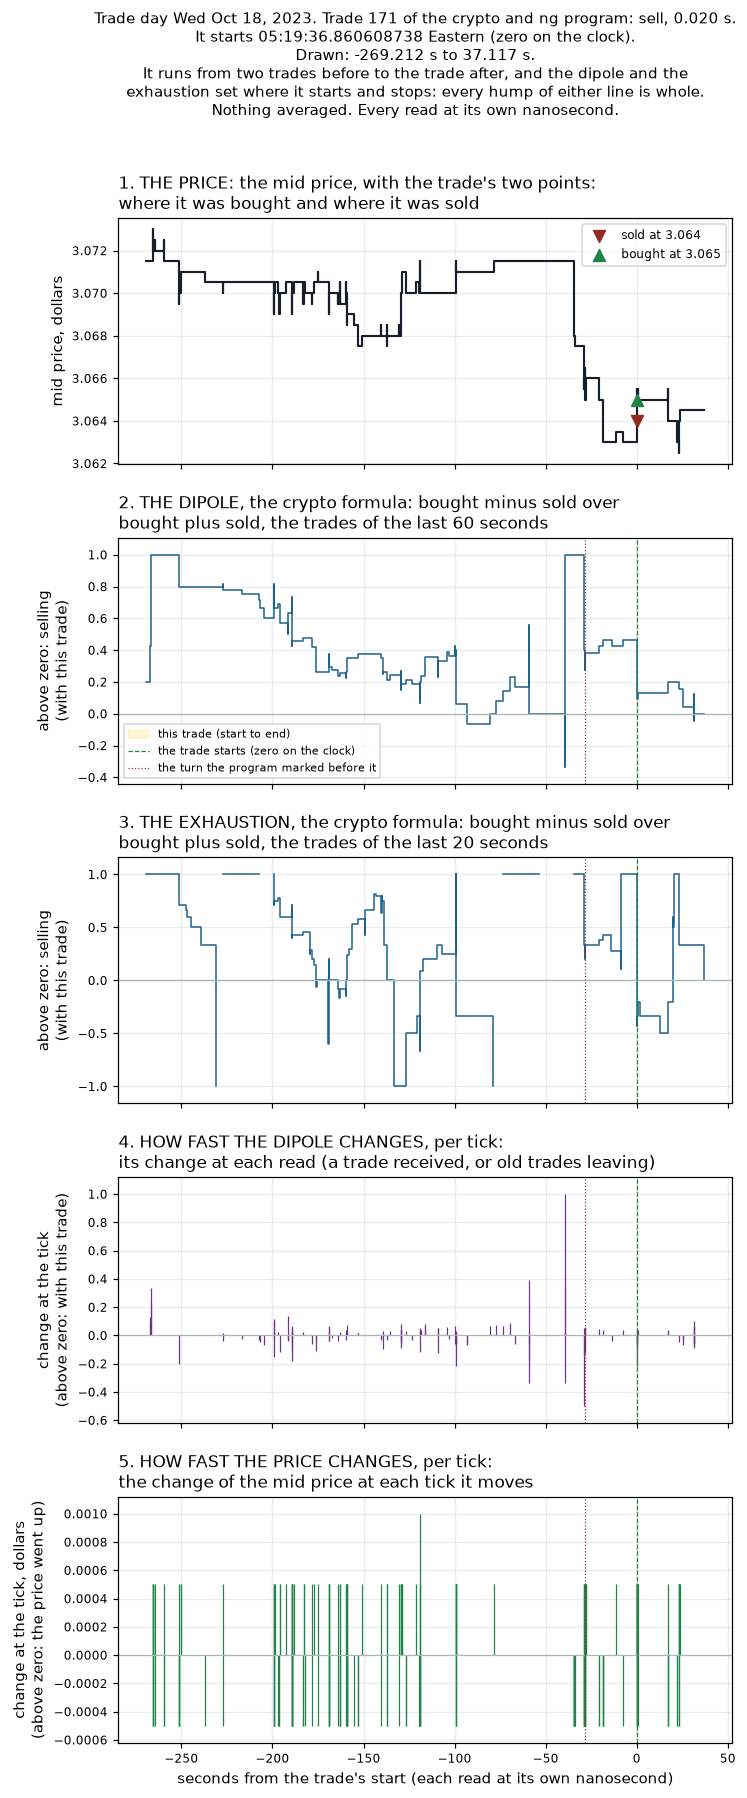 Trade day Wed Oct 18, 2023. Trade 171 of the crypto and ng program: sell, 0.020 s.
It starts 05:19:36.860608738 Eastern (zero on the clock).
Drawn: -269.212 s to 37.117 s.
It runs from two trades before to the trade after, and the dipole and the
exhaustion set where it starts and stops: every hump of either line is whole.
Nothing averaged. Every read at its own nanosecond.
1. THE PRICE: the mid price, with the trade's two points:
where it was bought and where it was sold
mid price, dollars
3.072
3.070
3.068
3.066
3.064
3.062
sold at 3.064
bought at 3.065
2. THE DIPOLE, the crypto formula: bought minus sold over
bought plus sold, the trades of the last 60 seconds
above zero: selling
(with this trade)
1.0
0.8
0.6
0.4
0.2
0.0
−0.2
−0.4
this trade (start to end)
the trade starts (zero on the clock)
the turn the program marked before it
3. THE EXHAUSTION, the crypto formula: bought minus sold over
bought plus sold, the trades of the last 20 seconds
above zero: selling
(with this trade)
1.0
0.5
0.0
−0.5
−1.0
4. HOW FAST THE DIPOLE CHANGES, per tick:
its change at each read (a trade received, or old trades leaving)
change at the tick
(above zero: with this trade)
1.0
0.8
0.6
0.4
0.2
0.0
−0.2
−0.4
−0.6
5. HOW FAST THE PRICE CHANGES, per tick:
the change of the mid price at each tick it moves
change at the tick, dollars
(above zero: the price went up)
0.0010
0.0008
0.0006
0.0004
0.0002
0.0000
−0.0002
−0.0004
−0.0006
−250
−200
−150
−100
−50
0
50
seconds from the trade's start (each read at its own nanosecond)